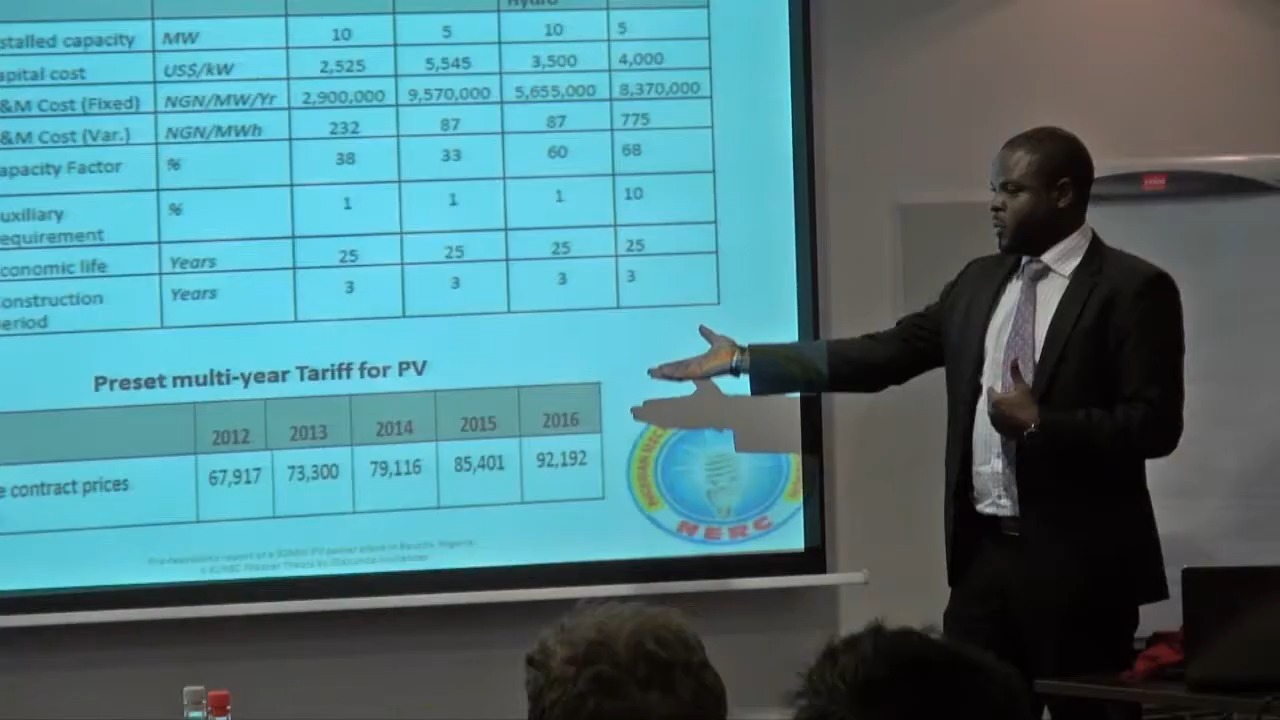 Hydro
stalled capacity MW 10 5 10 5
apital cost US$/kW 2,525 5,545 3,500 4,000
&M Cost (Fixed) NGN/MW/Yr 2,900,000 9,570,000 5,655,000 8,370,000
&M Cost (Var.) NGN/MWh 232 87 87 775
apacity Factor % 38 33 60 68
uxiliary % 1 1 1 10
equirement
conomic life Years 25 25 25 25
onstruction Years 3 3 3 3
eriod
Preset multi-year Tariff for PV
2012 2013 2014 2015 2016
e contract prices 67,917 73,300 79,116 85,401 92,192
NERC